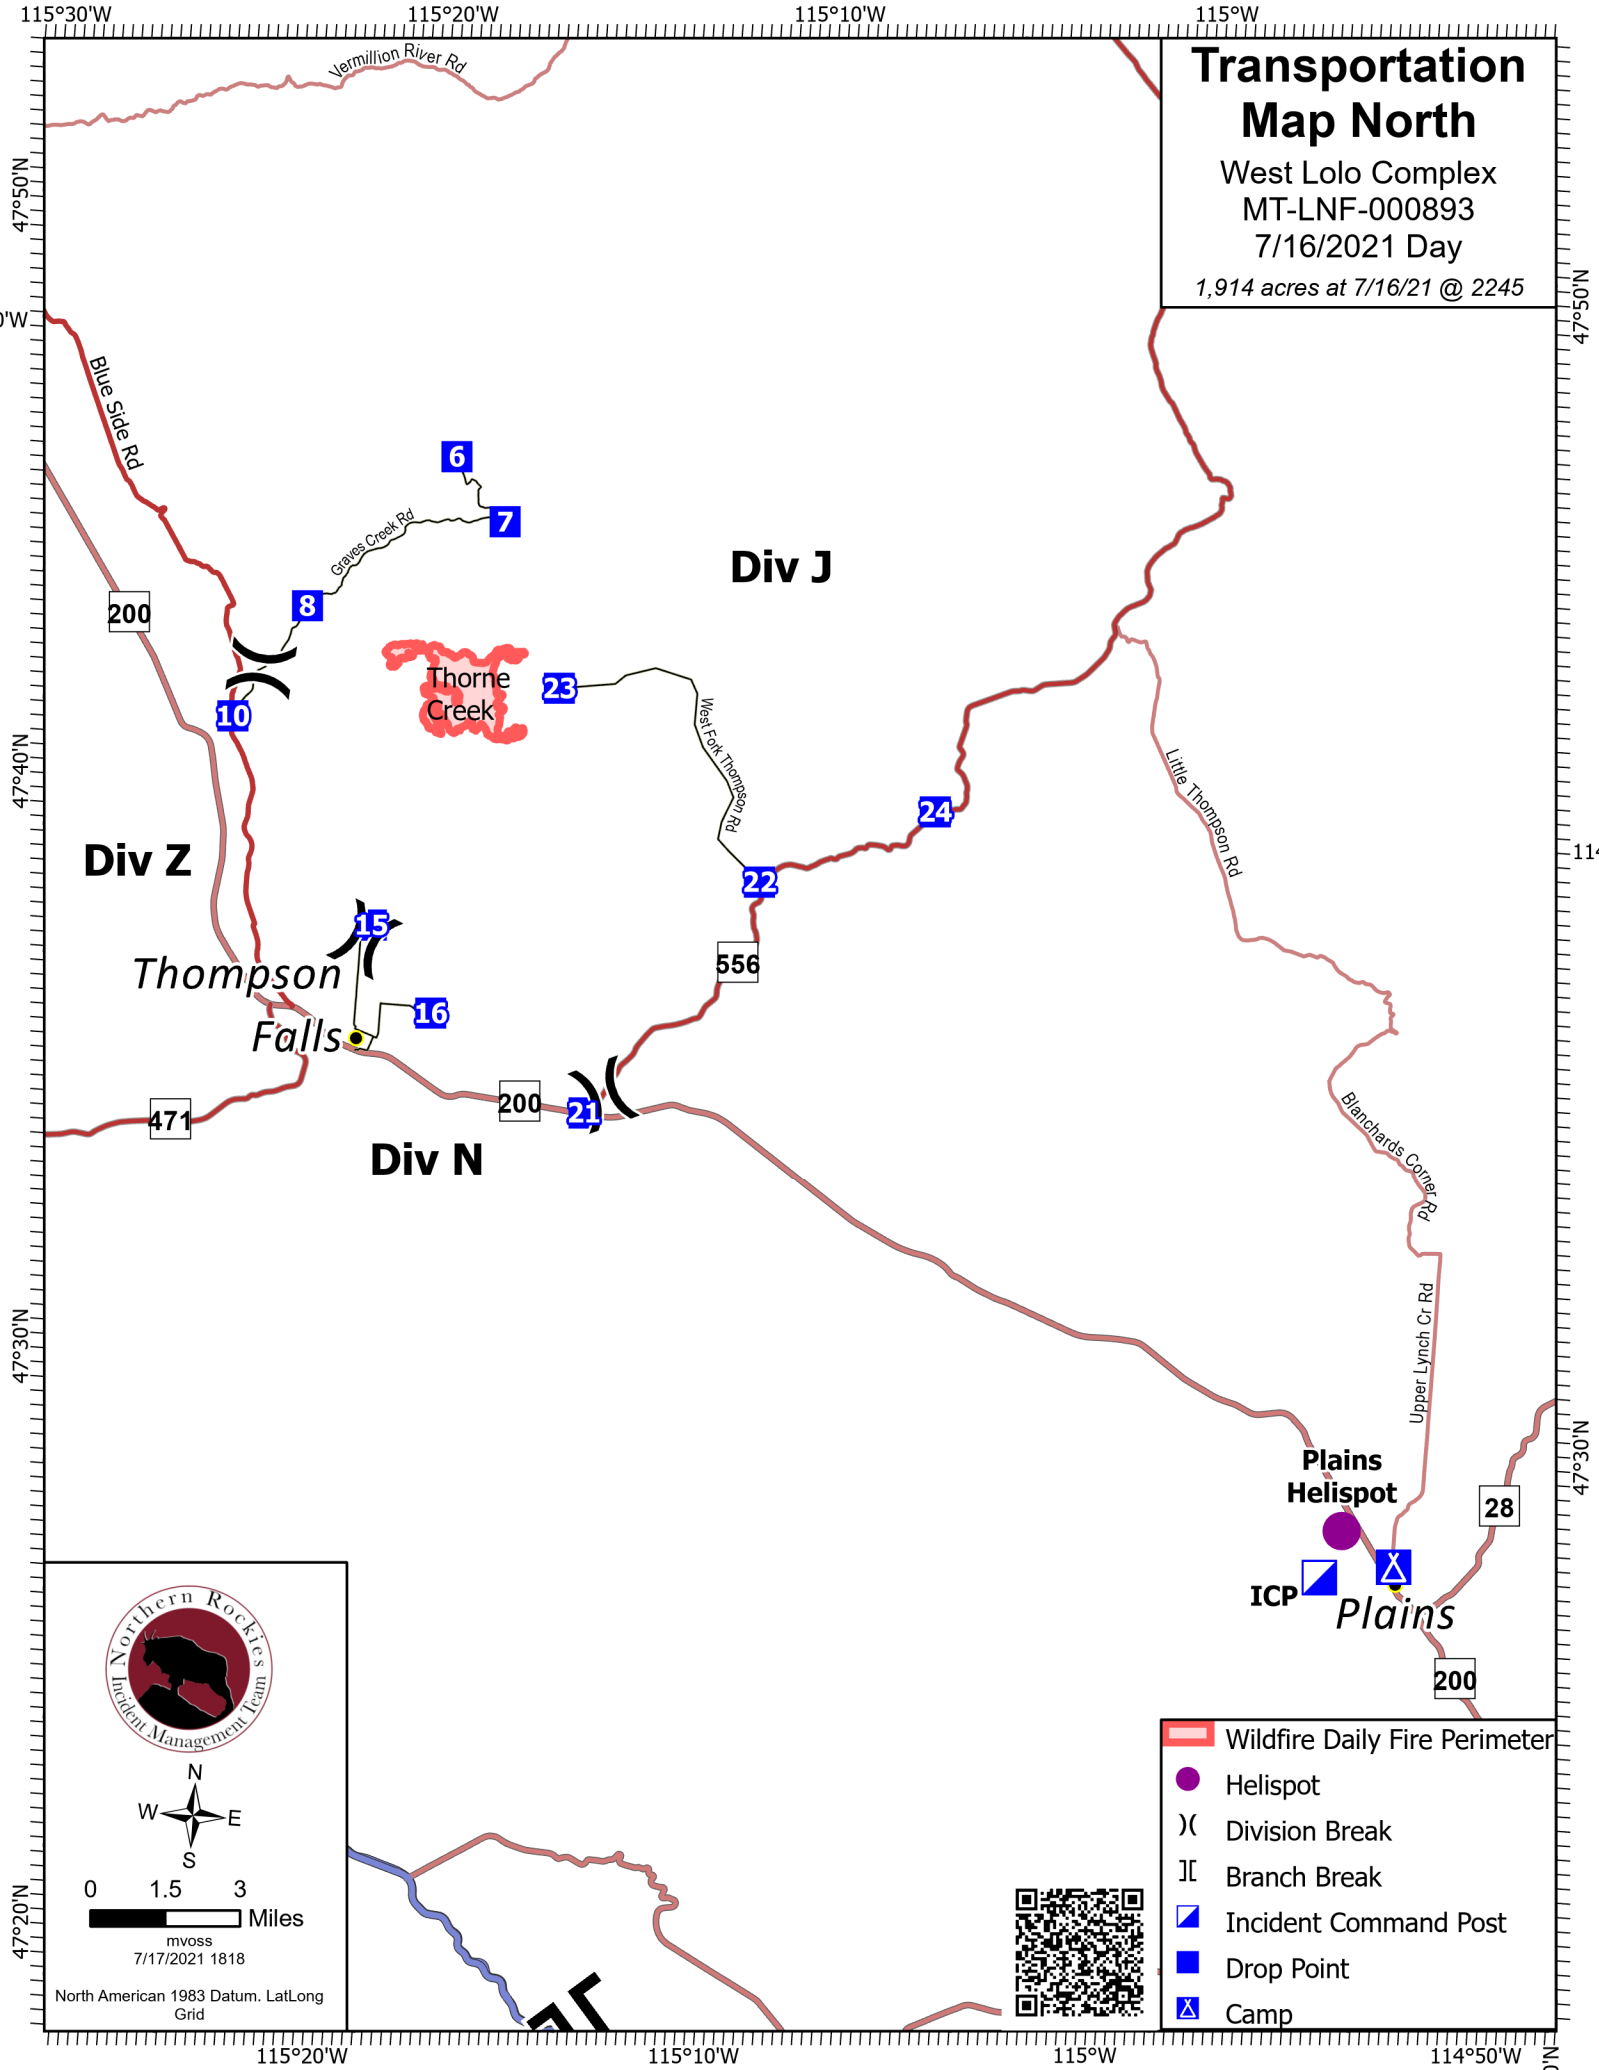 115°30'W
115°20'W
115°10'W
115°W
Transportation
Map North
West Lolo Complex
MT-LNF-000893
7/16/2021 Day
1,914 acres at 7/16/21 @ 2245
Vermillion River Rd
47°50'N
47°50'N
0'W
Blue Side Rd
6
7
Graves Creek Rd
Div J
8
200
Thorne
Creek
23
10
West Fork Thompson Rd
47°40'N
Little Thompson Rd
24
Div Z
114
22
15
556
Thompson
Falls
16
200
21
471
Div N
Blanchards Corner Rd
47°30'N
Upper Lynch Cr Rd
47°30'N
Plains
Helispot
28
ICP
Plains
200
Northern Rockies
Incident Management Team
N
W
E
S
0
1.5
3
Miles
mvoss
7/17/2021 1818
North American 1983 Datum. LatLong
Grid
47°20'N
Wildfire Daily Fire Perimeter
Helispot
Division Break
Branch Break
Incident Command Post
Drop Point
Camp
115°20'W
115°10'W
115°W
114°50'W
0'N